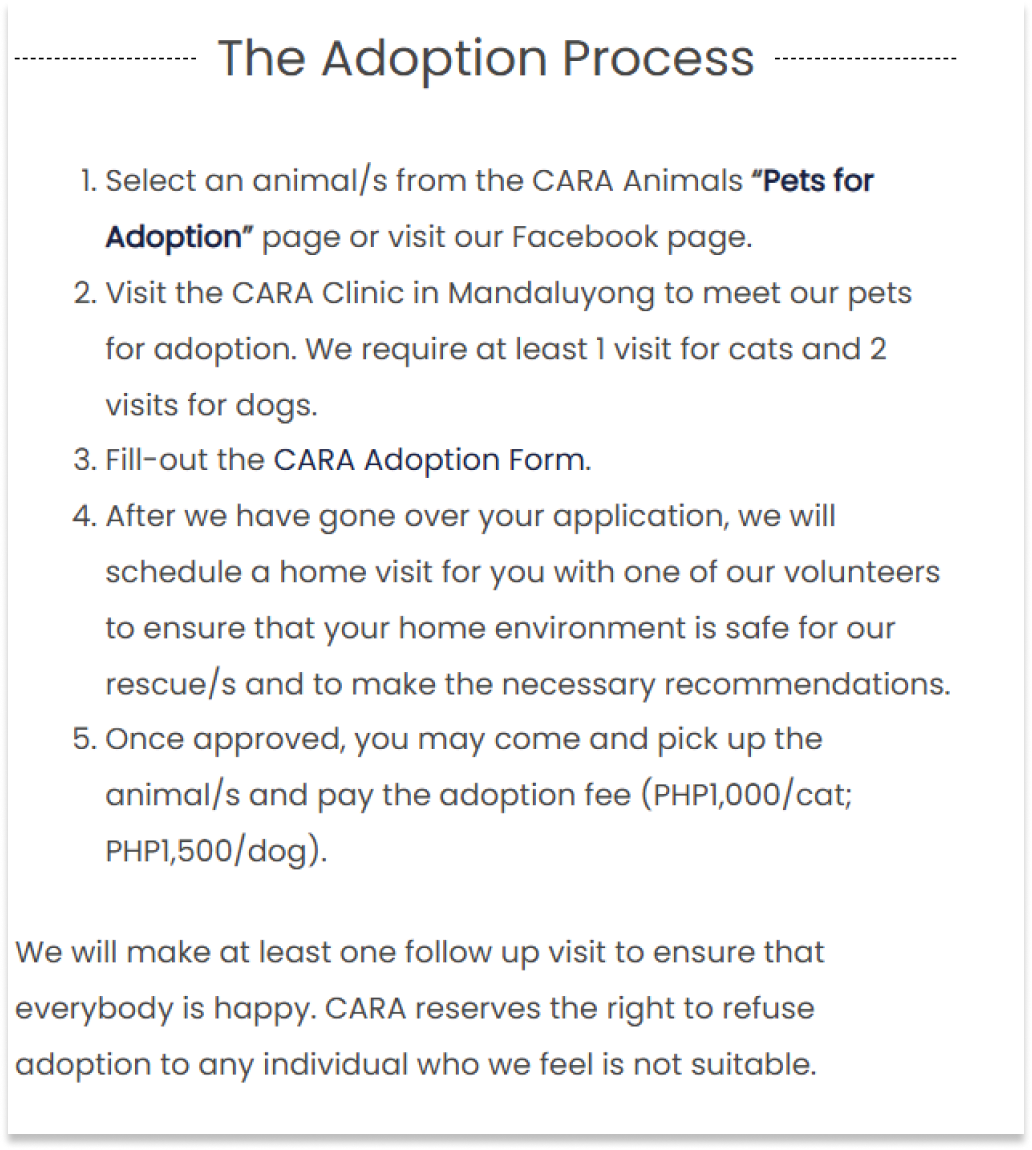 The Adoption Process
1. Select an animal/s from the CARA Animals “Pets for
Adoption” page or visit our Facebook page.
2. Visit the CARA Clinic in Mandaluyong to meet our pets
for adoption. We require at least 1 visit for cats and 2
visits for dogs.
3. Fill-out the CARA Adoption Form.
4. After we have gone over your application, we will
schedule a home visit for you with one of our volunteers
to ensure that your home environment is safe for our
rescue/s and to make the necessary recommendations.
5. Once approved, you may come and pick up the
animal/s and pay the adoption fee (PHP1,000/cat;
PHP1,500/dog).
We will make at least one follow up visit to ensure that
everybody is happy. CARA reserves the right to refuse
adoption to any individual who we feel is not suitable.